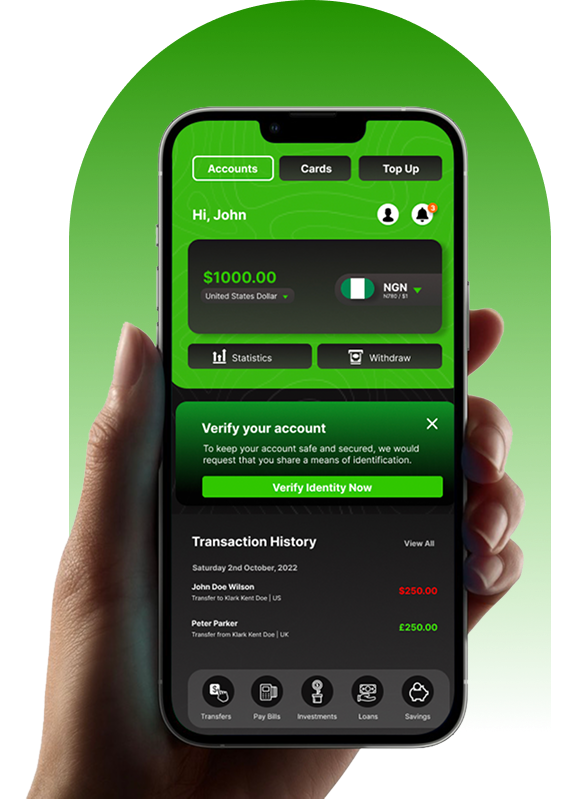 Accounts
Cards
Top Up
Hi, John
3
$1000.00
United States Dollar
NGN
N780 / $1
Statistics
Withdraw
Verify your account
To keep your account safe and secured, we would
request that you share a means of identification.
Verify Identity Now
Transaction History
View All
Saturday 2nd October, 2022
John Doe Wilson
$250.00
Transfer to Klark Kent Doe | US
Peter Parker
£250.00
Transfer from Klark Kent Doe | UK
Transfers
Pay Bills
Investments
Loans
Savings